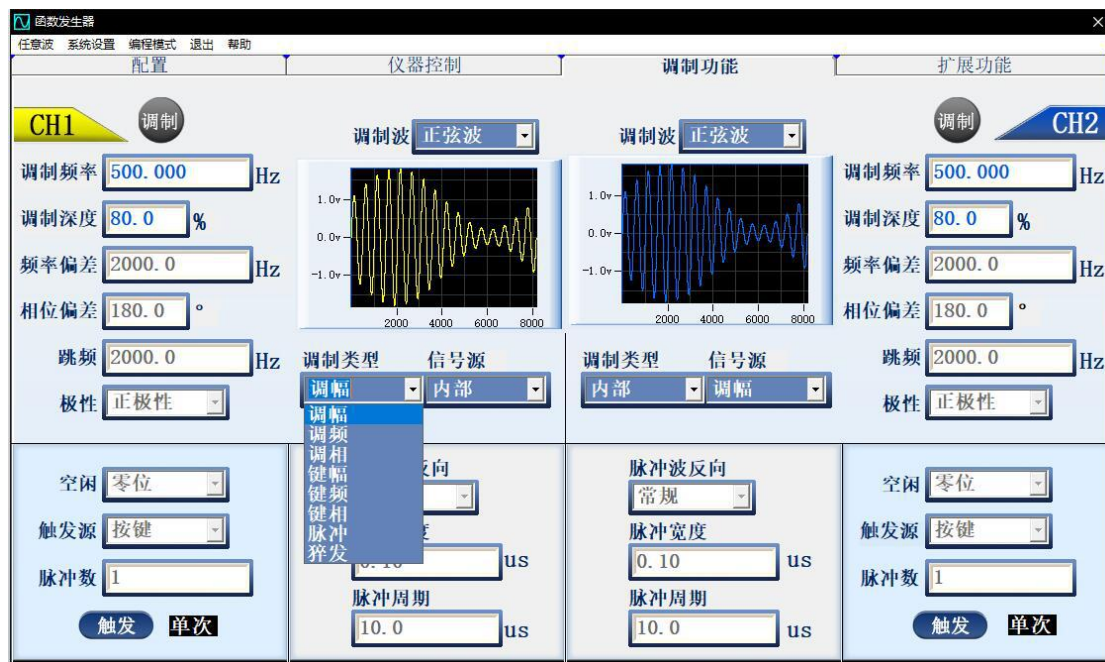 函数发生器
任意波 系统设置 编程模式 退出 帮助
配置 仪器控制 调制功能 扩展功能
CH1 调制
调制频率 500.000 Hz
调制深度 80.0 %
频率偏差 2000.0 Hz
相位偏差 180.0 °
跳频 2000.0 Hz
极性 正极性
调制波 正弦波
1.0v
0.0v
-1.0v
2000 4000 6000 8000
调制类型 信号源
调幅 内部
调幅
调频
调相
键幅
键频
键相
脉冲
猝发
调制波 正弦波
1.0v
0.0v
-1.0v
2000 4000 6000 8000
调制类型 信号源
内部 调幅
调制 CH2
调制频率 500.000 Hz
调制深度 80.0 %
频率偏差 2000.0 Hz
相位偏差 180.0 °
跳频 2000.0 Hz
极性 正极性
空闲 零位
触发源 按键
脉冲数 1
触发 单次
反向
us
脉冲周期
10.0 us
脉冲波反向
常规
脉冲宽度
0.10 us
脉冲周期
10.0 us
空闲 零位
触发源 按键
脉冲数 1
触发 单次